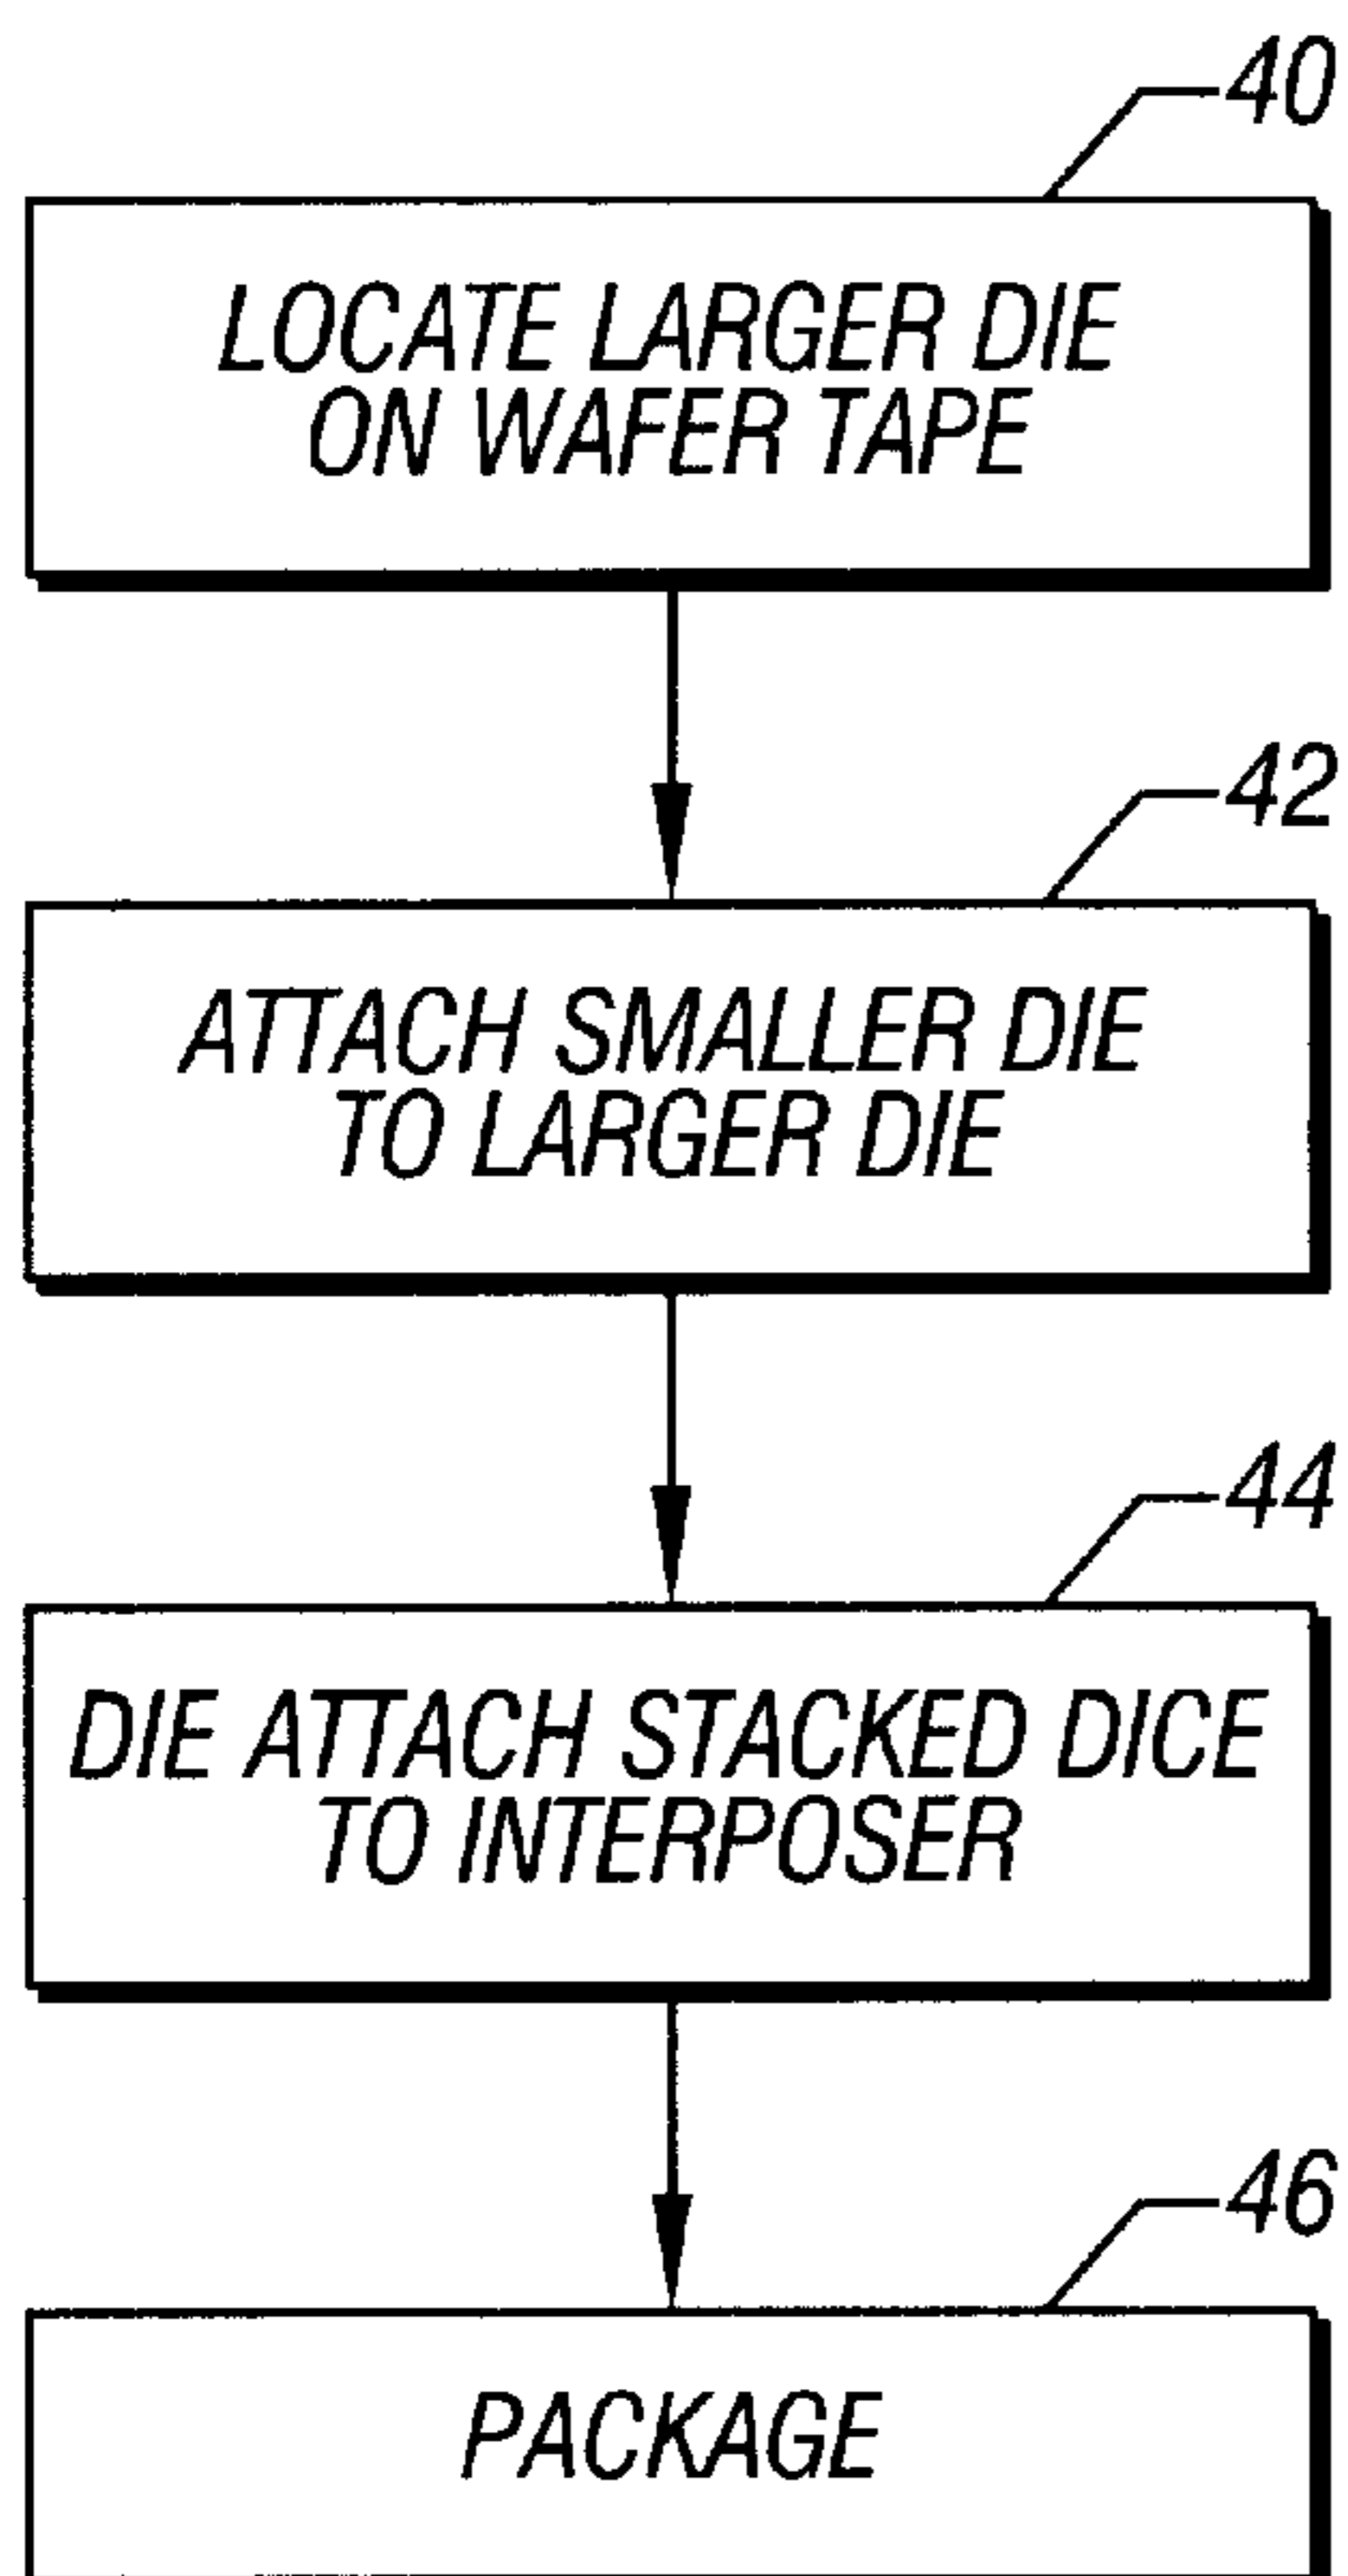 40
LOCATE LARGER DIE
ON WAFER TAPE
42
ATTACH SMALLER DIE
TO LARGER DIE
44
DIE ATTACH STACKED DICE
TO INTERPOSER
46
PACKAGE